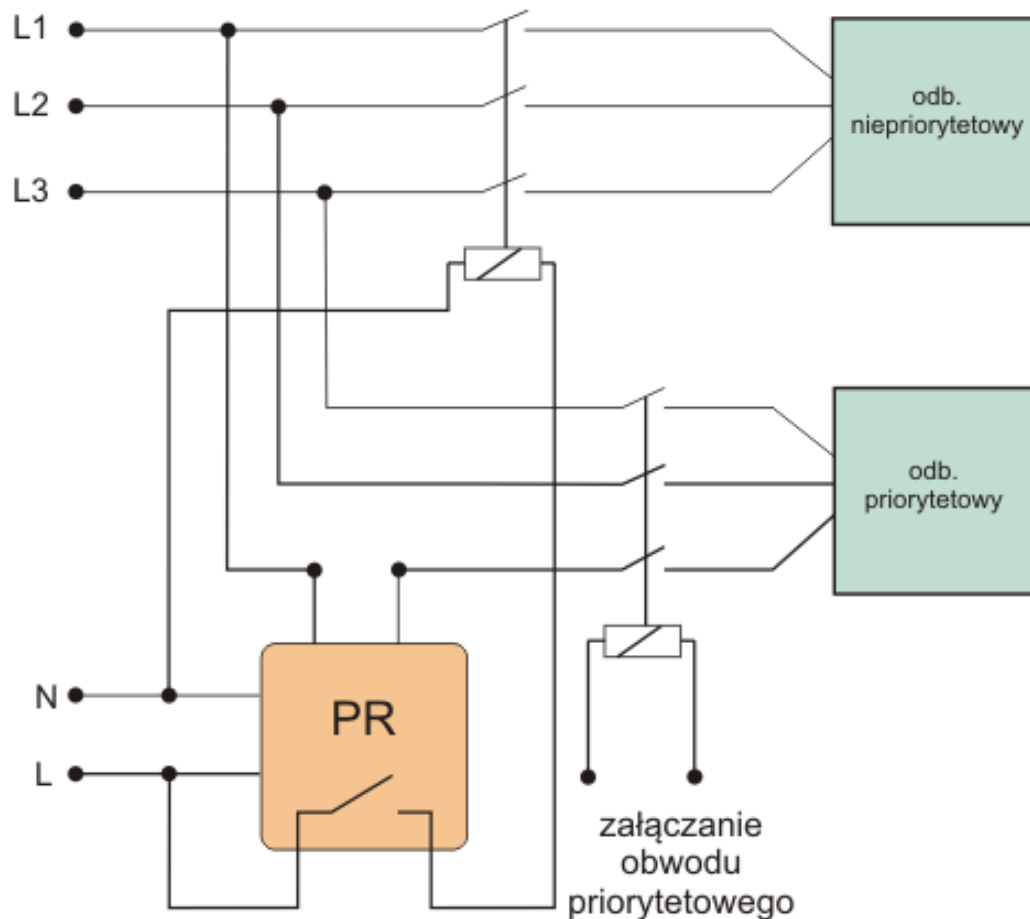 L1
odb.
niepriorytetowy
L2
L3
odb.
priorytetowy
N
PR
L
załączanie
obwodu
priorytetowego